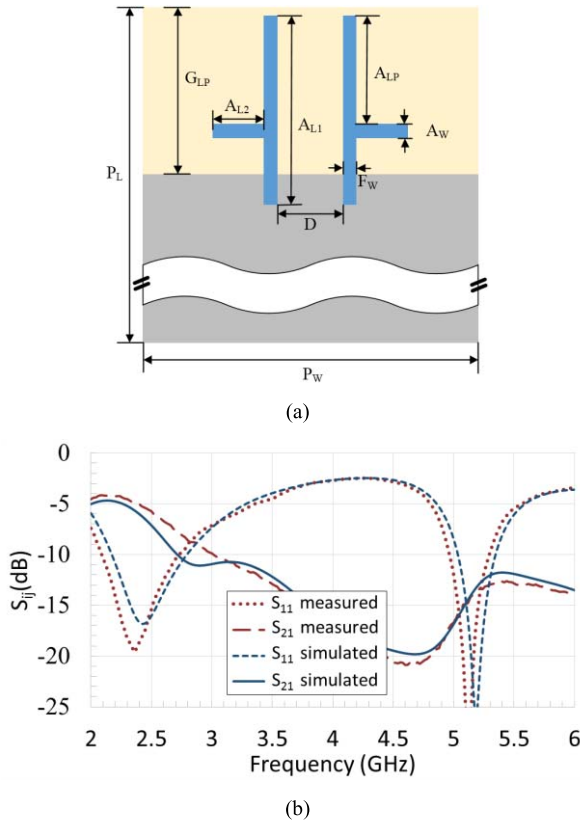 G_LP
A_L2
A_L1
A_LP
A_W
P_L
F_W
D
P_W
(a)
S_ij(dB)
0
-5
-10
-15
-20
-25
S_11 measured
S_21 measured
S_11 simulated
S_21 simulated
2 2.5 3 3.5 4 4.5 5 5.5 6
Frequency (GHz)
(b)